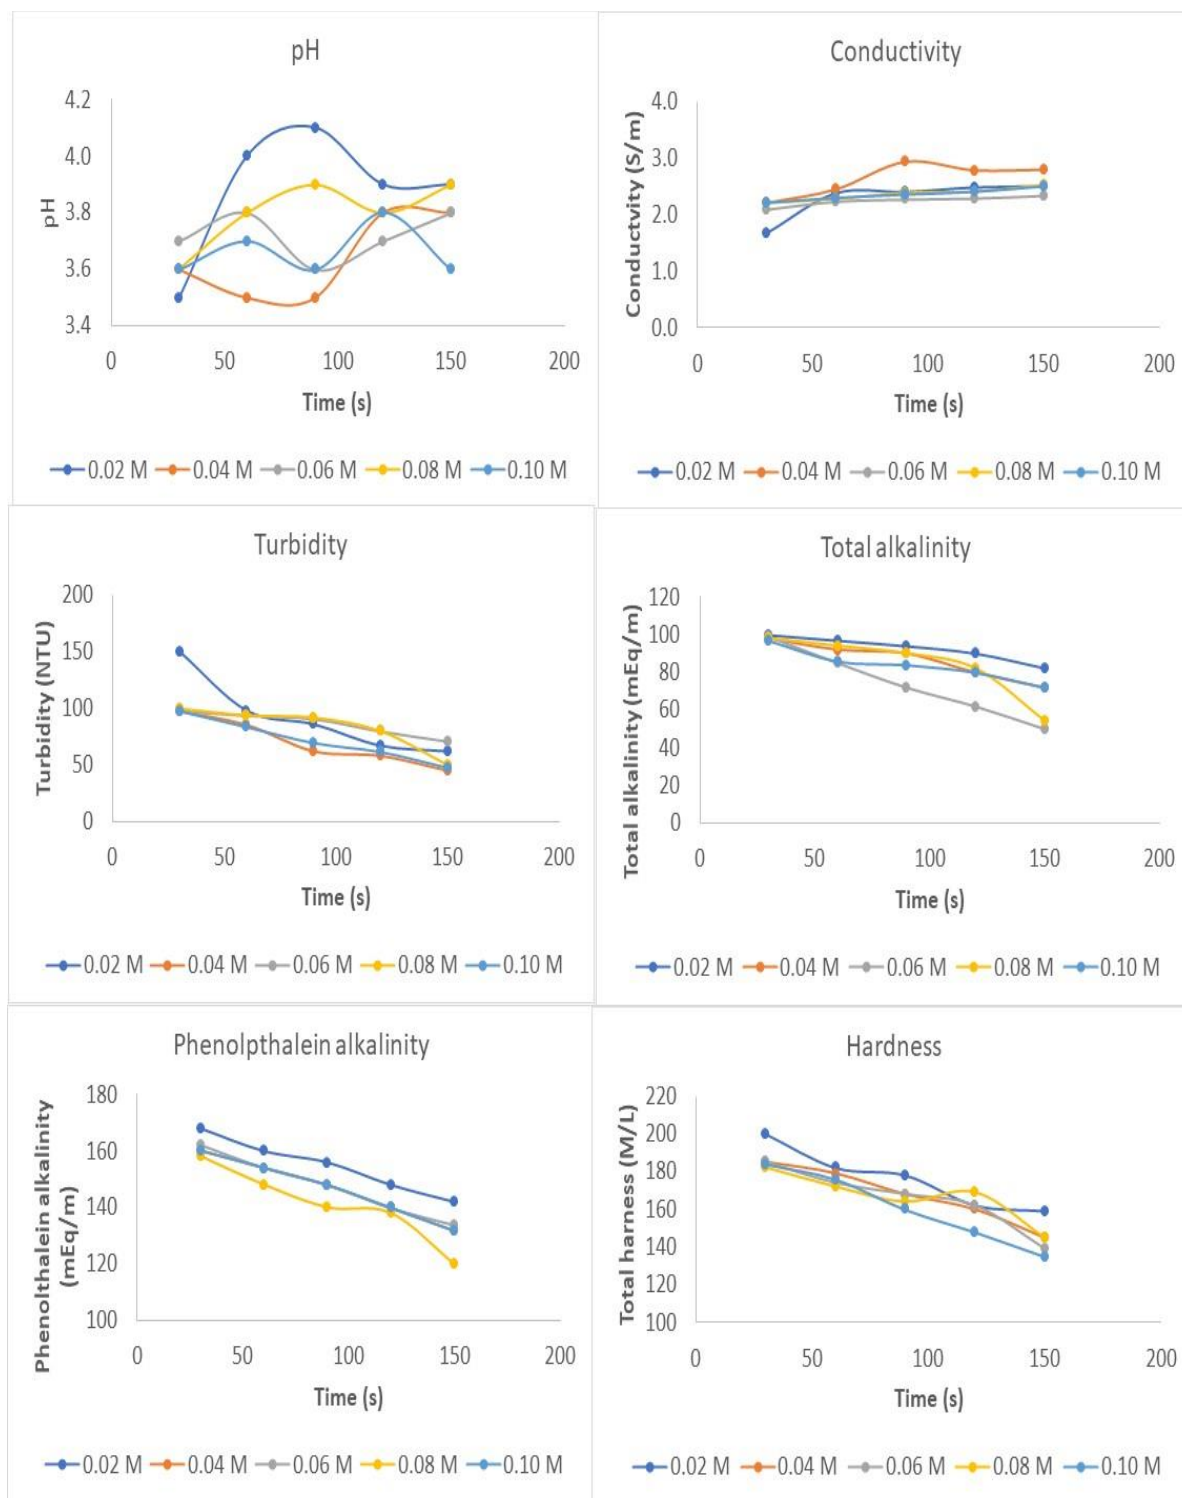 pH
pH
4.2
4.0
3.8
3.6
3.4
0 50 100 150 200
Time (s)
0.02 M 0.04 M 0.06 M 0.08 M 0.10 M
Conductivity
Conductvity (S/m)
4.0
3.0
2.0
1.0
0.0
0 50 100 150 200
Time (s)
0.02 M 0.04 M 0.06 M 0.08 M 0.10 M
Turbidity
Turbidity (NTU)
200
150
100
50
0
0 50 100 150 200
Time (s)
0.02 M 0.04 M 0.06 M 0.08 M 0.10 M
Total alkalinity
Total alkalinity (mEq/m)
120
100
80
60
40
20
0
0 50 100 150 200
Time (s)
0.02 M 0.04 M 0.06 M 0.08 M 0.10 M
Phenolpthalein alkalinity
Phenolthalein alkalinity
(mEq/m)
180
160
140
120
100
0 50 100 150 200
Time (s)
0.02 M 0.04 M 0.06 M 0.08 M 0.10 M
Hardness
Total harness (M/L)
220
200
180
160
140
120
100
0 50 100 150 200
Time (s)
0.02 M 0.04 M 0.06 M 0.08 M 0.10 M